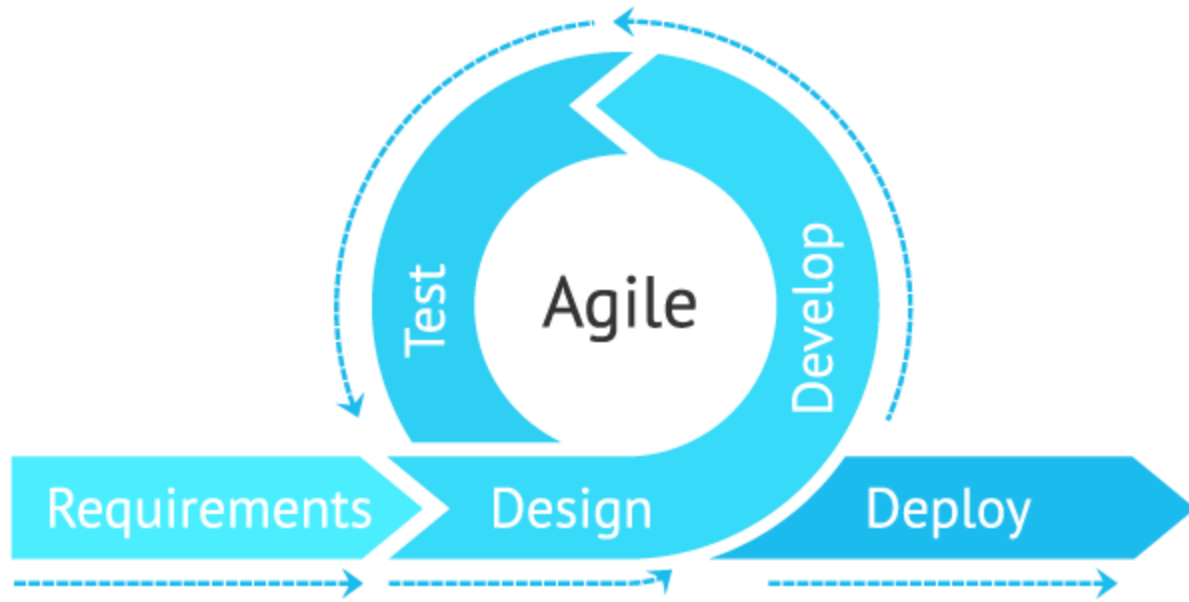 Agile
Test
Develop
Requirements
Design
Deploy